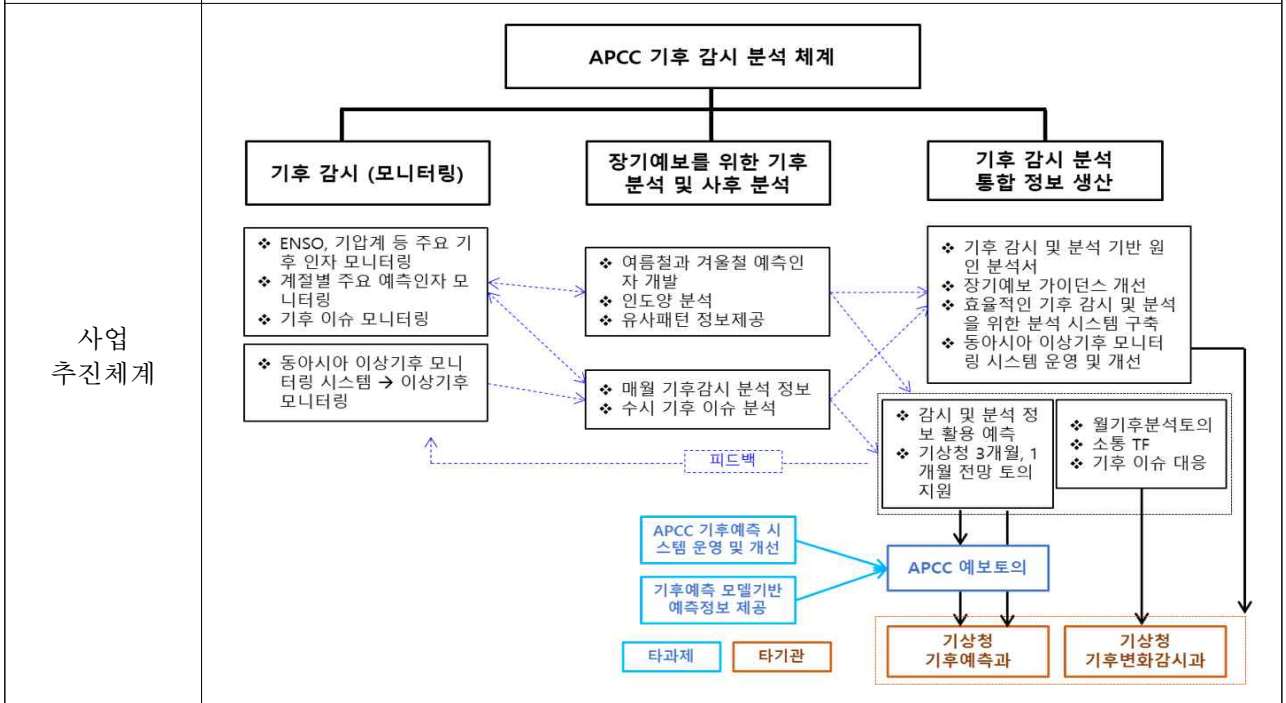 사업
추진체계
APCC 기후 감시 분석 체계
기후 감시 (모니터링)
장기예보를 위한 기후
분석 및 사후 분석
기후 감시 분석
통합 정보 생산
❖ ENSO, 기압계 등 주요 기
후 인자 모니터링
❖ 계절별 주요 예측인자 모
니터링
❖ 기후 이슈 모니터링
❖ 동아시아 이상기후 모니
터링 시스템 → 이상기후
모니터링
❖ 여름철과 겨울철 예측인
자 개발
❖ 인도양 분석
❖ 유사패턴 정보제공
❖ 매월 기후감시 분석 정보
❖ 수시 기후 이슈 분석
❖ 기후 감시 및 분석 기반 원
인 분석서
❖ 장기예보 가이던스 개선
❖ 효율적인 기후 감시 및 분석
을 위한 분석 시스템 구축
❖ 동아시아 이상기후 모니터
링 시스템 운영 및 개선
❖ 감시 및 분석 정
보 활용 예측
❖ 기상청 3개월, 1
개월 전망 토의
지원
❖ 월기후분석토의
❖ 소통 TF
❖ 기후 이슈 대응
피드백
APCC 기후예측 시
스템 운영 및 개선
기후예측 모델기반
예측정보 제공
APCC 예보토의
타과제
타기관
기상청
기후예측과
기상청
기후변화감시과